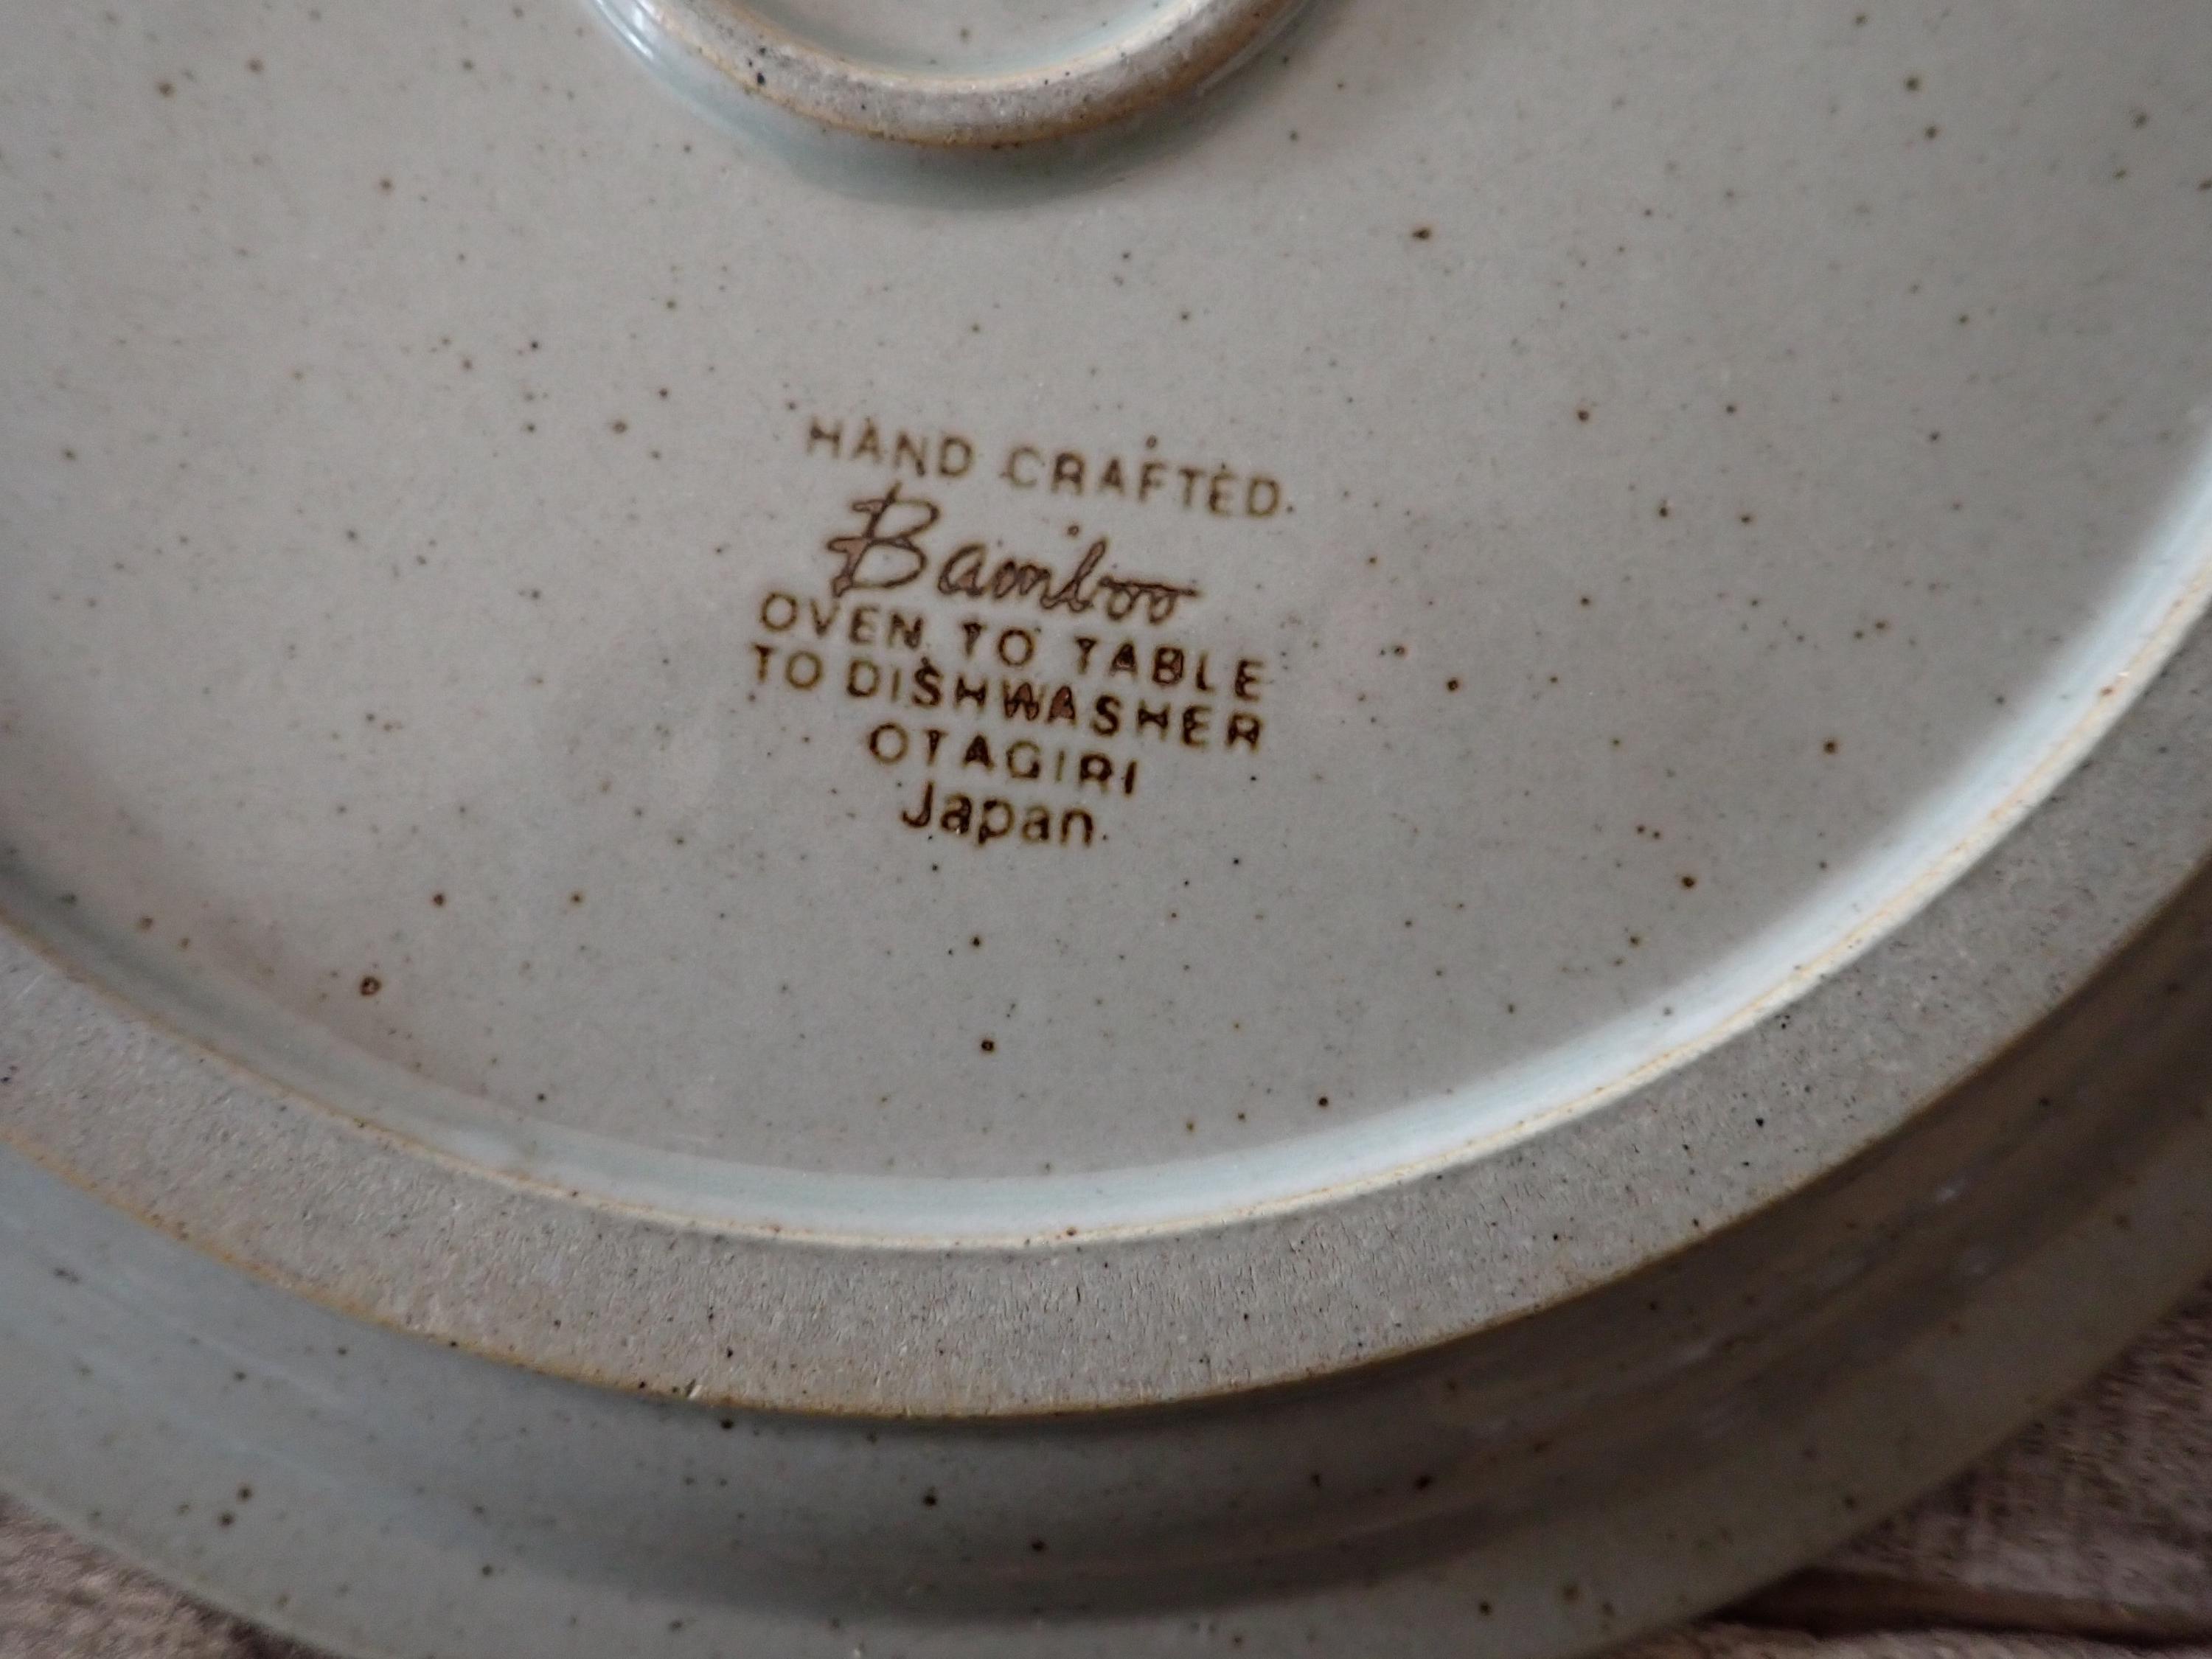 HAND CRAFTED
Bamboo
OVEN TO TABLE
TO DISHWASHER
OTAGIRI
Japan